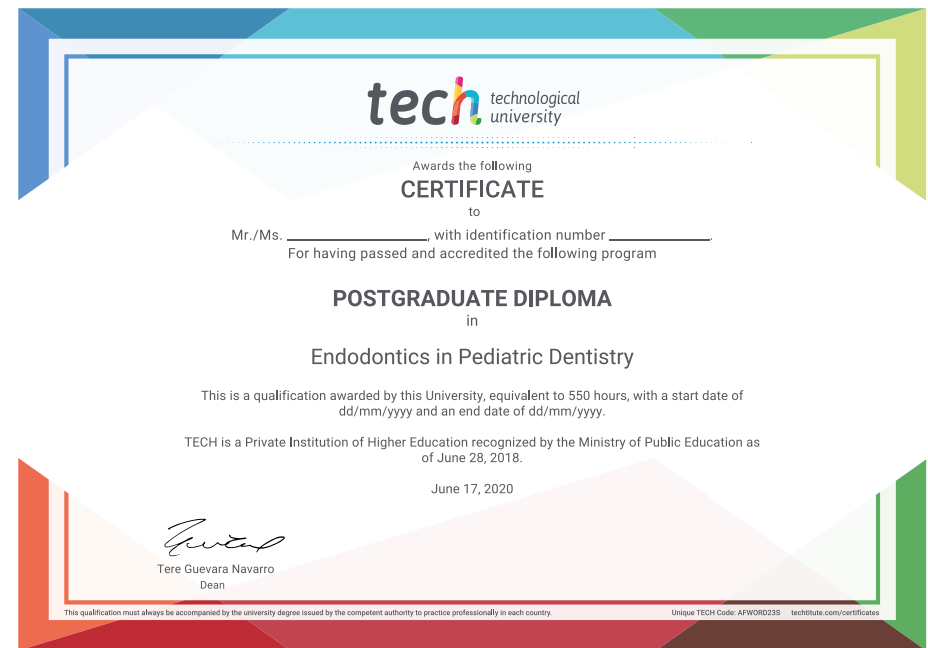 tech technological
university
Awards the following
CERTIFICATE
to
Mr./Ms. ____________________, with identification number ______________.
For having passed and accredited the following program
POSTGRADUATE DIPLOMA
in
Endodontics in Pediatric Dentistry
This is a qualification awarded by this University, equivalent to 550 hours, with a start date of
dd/mm/yyyy and an end date of dd/mm/yyyy.
TECH is a Private Institution of Higher Education recognized by the Ministry of Public Education as
of June 28, 2018.
June 17, 2020
Tere Guevara Navarro
Dean
This qualification must always be accompanied by the university degree issued by the competent authority to practice professionally in each country.
Unique TECH Code: AFWORD23S techtitute.com/certificates